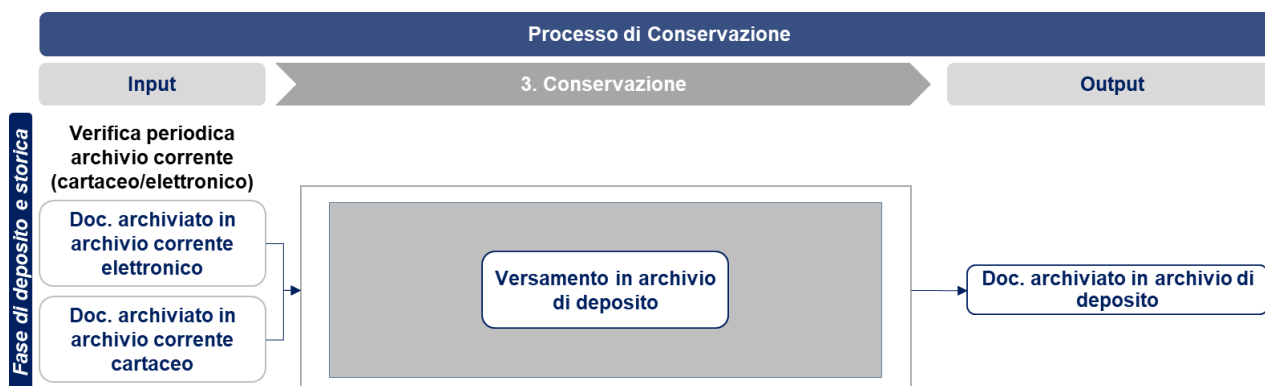 Processo di Conservazione
Input
3. Conservazione
Output
Fase di deposito e storica
Verifica periodica
archivio corrente
(cartaceo/elettronico)
Doc. archiviato in
archivio corrente
elettronico
Doc. archiviato in
archivio corrente
cartaceo
Versamento in archivio
di deposito
Doc. archiviato in archivio di
deposito